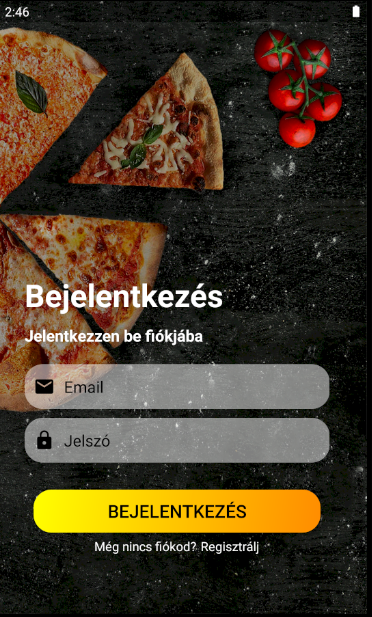 2:46
Bejelentkezés
Jelentkezzen be fiókjába
Email
Jelszó
BEJELENTKEZÉS
Még nincs fiókod? Regisztrálj